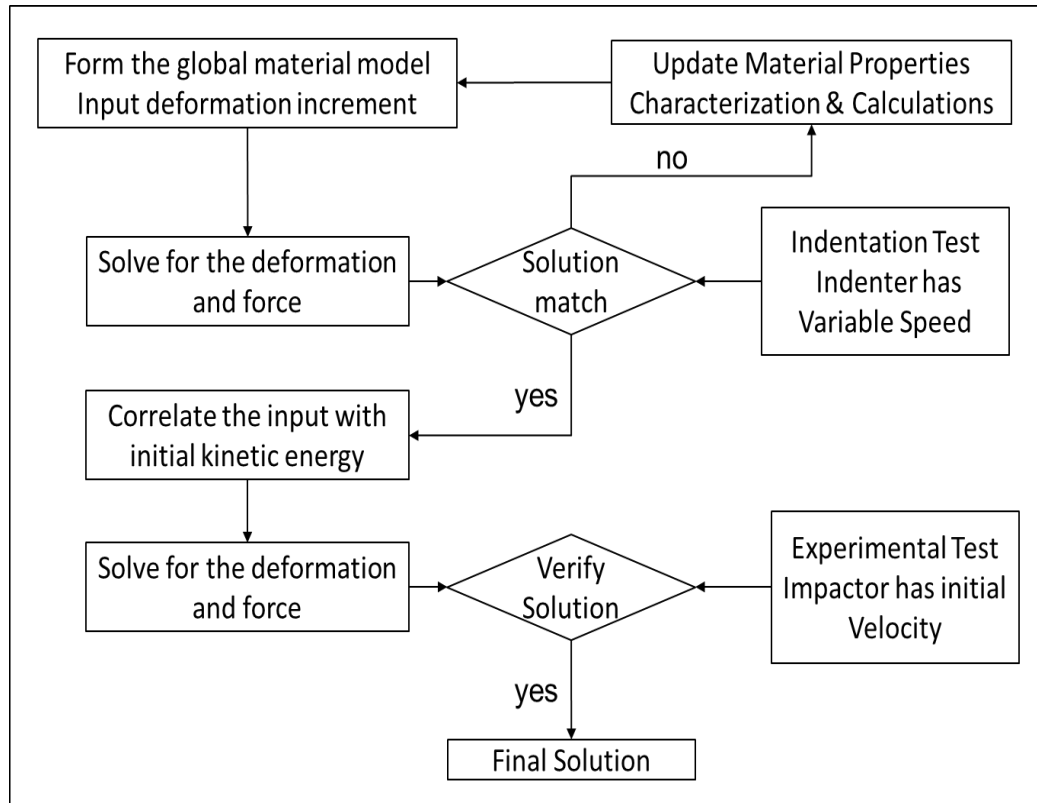 Form the global material model
Input deformation increment
Update Material Properties
Characterization & Calculations
no
Solve for the deformation
and force
Solution
match
Indentation Test
Indenter has
Variable Speed
yes
Correlate the input with
initial kinetic energy
Solve for the deformation
and force
Verify
Solution
Experimental Test
Impactor has initial
Velocity
yes
Final Solution